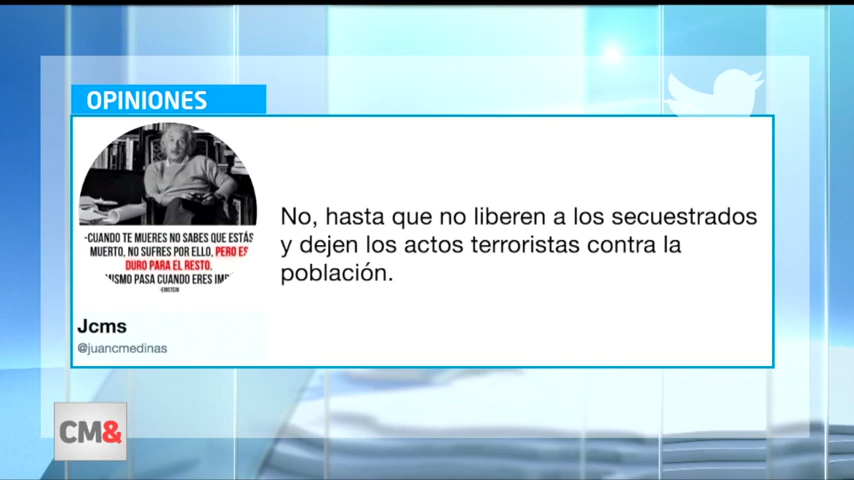 OPINIONES
-CUANDO TE MUERES NO SABES QUE ESTÁS
MUERTO, NO SUFRES POR ELLO, PERO ES
DURO PARA EL RESTO.
MISMO PASA CUANDO ERES
-EINSTEIN
No, hasta que no liberen a los secuestrados
y dejen los actos terroristas contra la
población.
Jcms
@juancmedinas
CM&